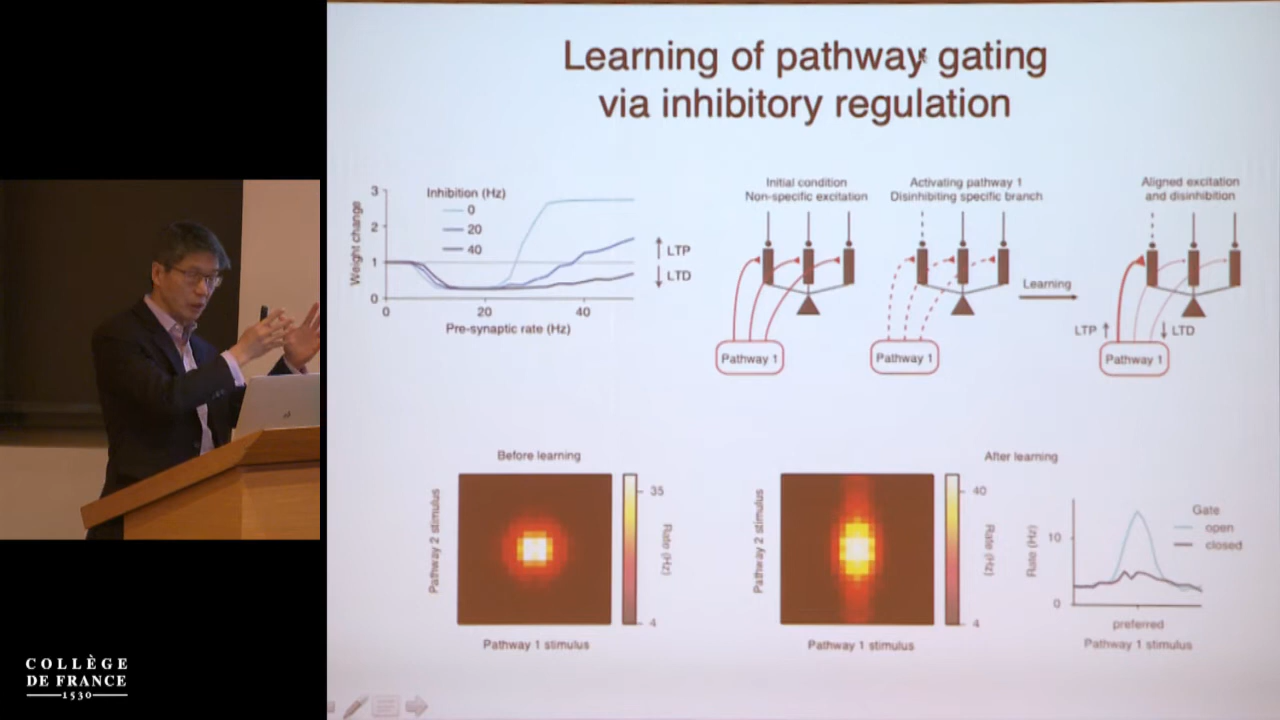 Learning of pathway gating
via inhibitory regulation
3
2
1
0
Weight change
Inhibition (Hz)
0
20
40
0
20
40
Pre-synaptic rate (Hz)
LTP
LTD
Initial condition
Non-specific excitation
Pathway 1
Activating pathway 1
Disinhibiting specific branch
Pathway 1
Learning
Aligned excitation
and disinhibition
LTP
LTD
Pathway 1
Before learning
Pathway 2 stimulus
Pathway 1 stimulus
35
4
Rate (Hz)
After learning
Pathway 2 stimulus
Pathway 1 stimulus
40
4
Rate (Hz)
Rate (Hz)
10
0
Gate
open
closed
preferred
Pathway 1 stimulus
COLLÈGE
DE FRANCE
1530